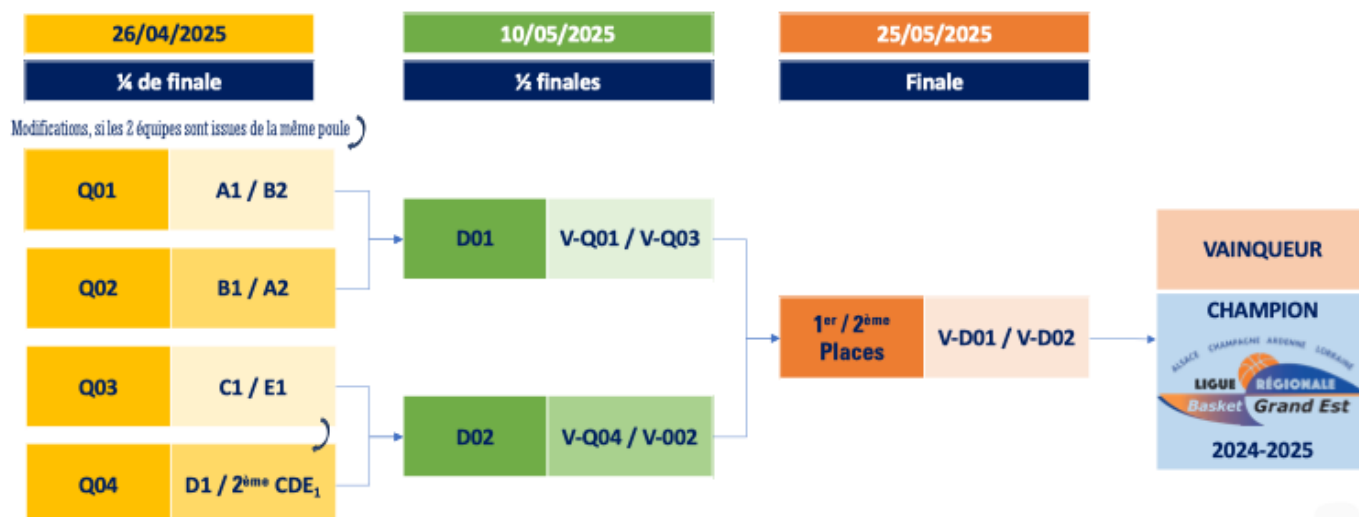 26/04/2025
10/05/2025
25/05/2025
¼ de finale
½ finales
Finale
Modifications, si les 2 équipes sont issues de la même poule
Q01
A1 / B2
Q02
B1 / A2
Q03
C1 / E1
Q04
D1 / 2ème CDE1
D01
V-Q01 / V-Q03
D02
V-Q04 / V-002
1er / 2ème
Places
V-D01 / V-D02
VAINQUEUR
CHAMPION
ALSACE CHAMPAGNE ARDENNE LORRAINE
LIGUE RÉGIONALE
Basket Grand Est
2024-2025